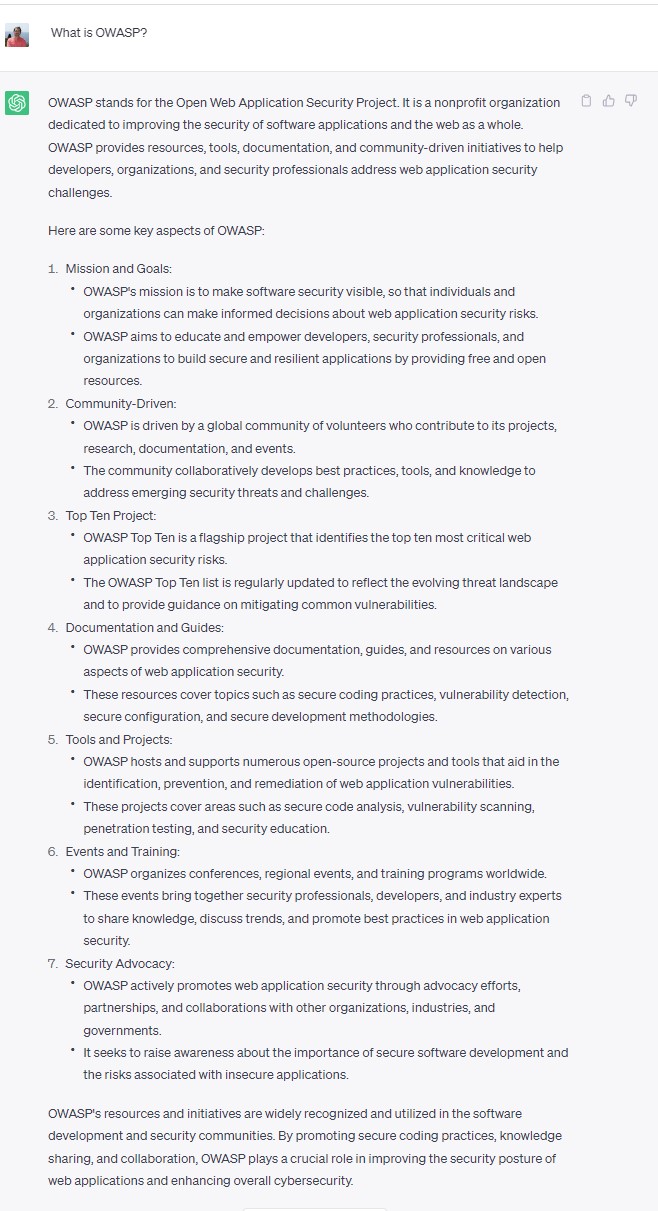 What is OWASP?
OWASP stands for the Open Web Application Security Project. It is a nonprofit organization
dedicated to improving the security of software applications and the web as a whole.
OWASP provides resources, tools, documentation, and community-driven initiatives to help
developers, organizations, and security professionals address web application security
challenges.
Here are some key aspects of OWASP:
1. Mission and Goals:
• OWASP's mission is to make software security visible, so that individuals and
organizations can make informed decisions about web application security risks.
• OWASP aims to educate and empower developers, security professionals, and
organizations to build secure and resilient applications by providing free and open
resources.
2. Community-Driven:
• OWASP is driven by a global community of volunteers who contribute to its projects,
research, documentation, and events.
• The community collaboratively develops best practices, tools, and knowledge to
address emerging security threats and challenges.
3. Top Ten Project:
• OWASP Top Ten is a flagship project that identifies the top ten most critical web
application security risks.
• The OWASP Top Ten list is regularly updated to reflect the evolving threat landscape
and to provide guidance on mitigating common vulnerabilities.
4. Documentation and Guides:
• OWASP provides comprehensive documentation, guides, and resources on various
aspects of web application security.
• These resources cover topics such as secure coding practices, vulnerability detection,
secure configuration, and secure development methodologies.
5. Tools and Projects:
• OWASP hosts and supports numerous open-source projects and tools that aid in the
identification, prevention, and remediation of web application vulnerabilities.
• These projects cover areas such as secure code analysis, vulnerability scanning,
penetration testing, and security education.
6. Events and Training:
• OWASP organizes conferences, regional events, and training programs worldwide.
• These events bring together security professionals, developers, and industry experts
to share knowledge, discuss trends, and promote best practices in web application
security.
7. Security Advocacy:
• OWASP actively promotes web application security through advocacy efforts,
partnerships, and collaborations with other organizations, industries, and
governments.
• It seeks to raise awareness about the importance of secure software development and
the risks associated with insecure applications.
OWASP's resources and initiatives are widely recognized and utilized in the software
development and security communities. By promoting secure coding practices, knowledge
sharing, and collaboration, OWASP plays a crucial role in improving the security posture of
web applications and enhancing overall cybersecurity.